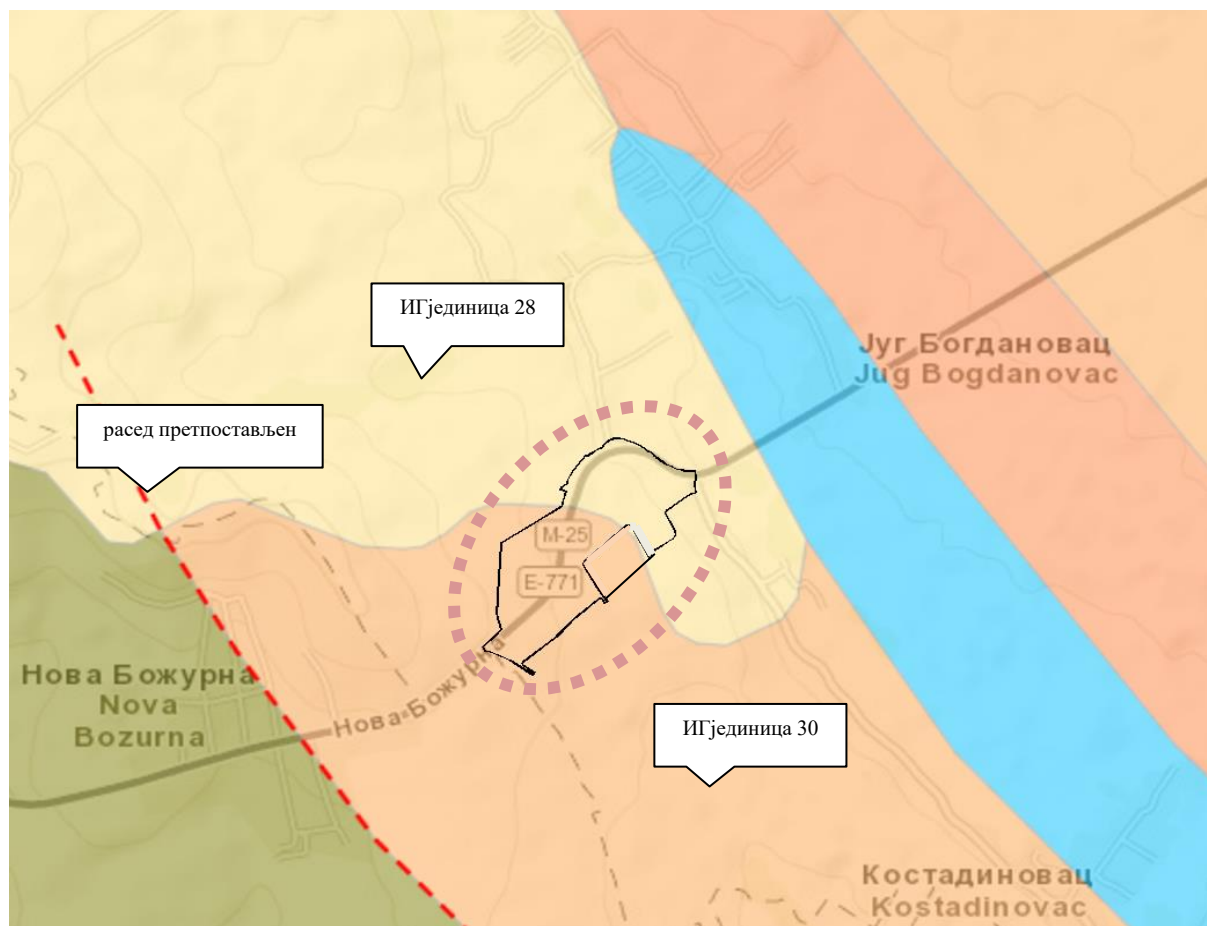 ИГјединица 28
Југ Богдановац
Jug Bogdanovac
расед претпостављен
М-25
Е-771
Нова Божурна
Nova
Bozurna
Нова-Божурна
ИГјединица 30
Костадиновац
Kostadinovac